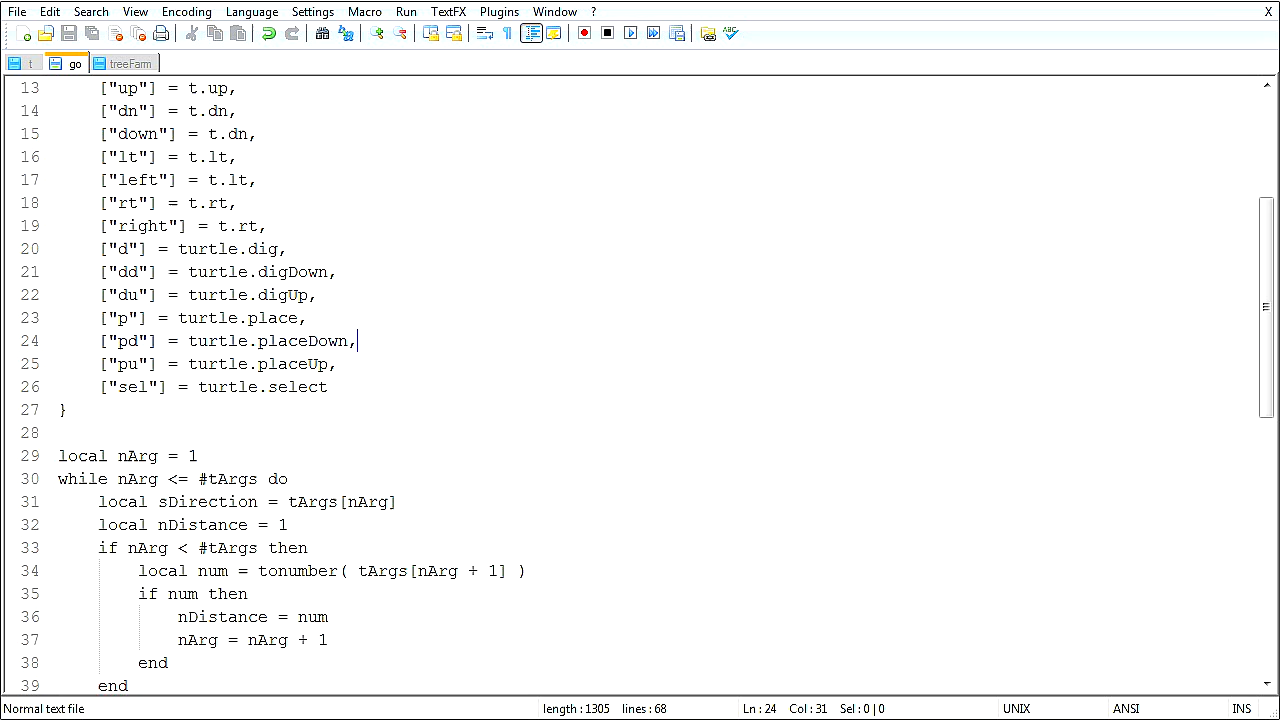 File Edit Search View Encoding Language Settings Macro Run TextFX Plugins Window ? X
t go treeFarm
13 ["up"] = t.up,
14 ["dn"] = t.dn,
15 ["down"] = t.dn,
16 ["lt"] = t.lt,
17 ["left"] = t.lt,
18 ["rt"] = t.rt,
19 ["right"] = t.rt,
20 ["d"] = turtle.dig,
21 ["dd"] = turtle.digDown,
22 ["du"] = turtle.digUp,
23 ["p"] = turtle.place,
24 ["pd"] = turtle.placeDown,
25 ["pu"] = turtle.placeUp,
26 ["sel"] = turtle.select
27 }
28
29 local nArg = 1
30 while nArg <= #tArgs do
31 local sDirection = tArgs[nArg]
32 local nDistance = 1
33 if nArg < #tArgs then
34 local num = tonumber( tArgs[nArg + 1] )
35 if num then
36 nDistance = num
37 nArg = nArg + 1
38 end
39 end
Normal text file length : 1305 lines : 68 Ln : 24 Col : 31 Sel : 0 | 0 UNIX ANSI INS